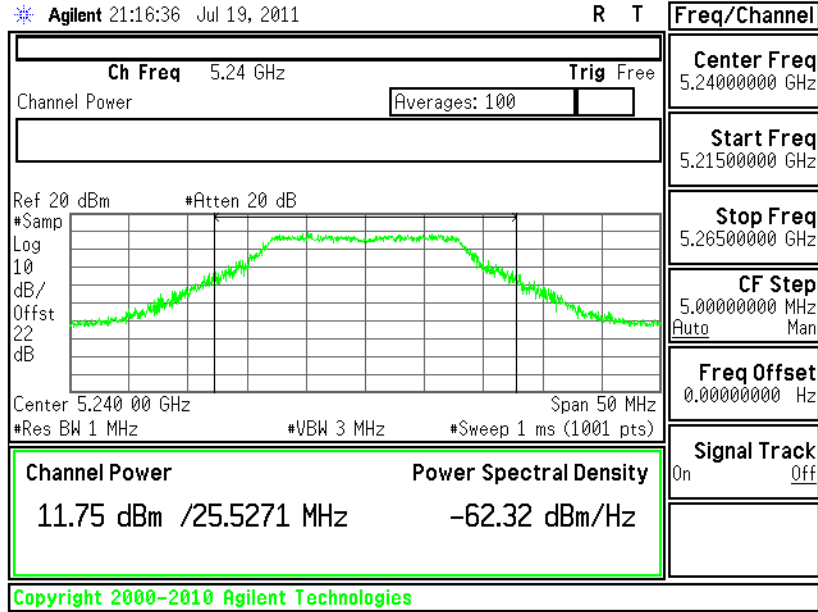 Agilent 21:16:36 Jul 19, 2011 R T Freq/Channel
Ch Freq 5.24 GHz Trig Free
Channel Power Averages: 100
Ref 20 dBm #Atten 20 dB
#Samp
Log
10
dB/
Offst
22
dB
Center 5.240 00 GHz Span 50 MHz
#Res BW 1 MHz #VBW 3 MHz #Sweep 1 ms (1001 pts)
Channel Power Power Spectral Density
11.75 dBm /25.5271 MHz -62.32 dBm/Hz
Center Freq
5.24000000 GHz
Start Freq
5.21500000 GHz
Stop Freq
5.26500000 GHz
CF Step
5.00000000 MHz
Auto Man
Freq Offset
0.00000000 Hz
Signal Track
On Off
Copyright 2000-2010 Agilent Technologies